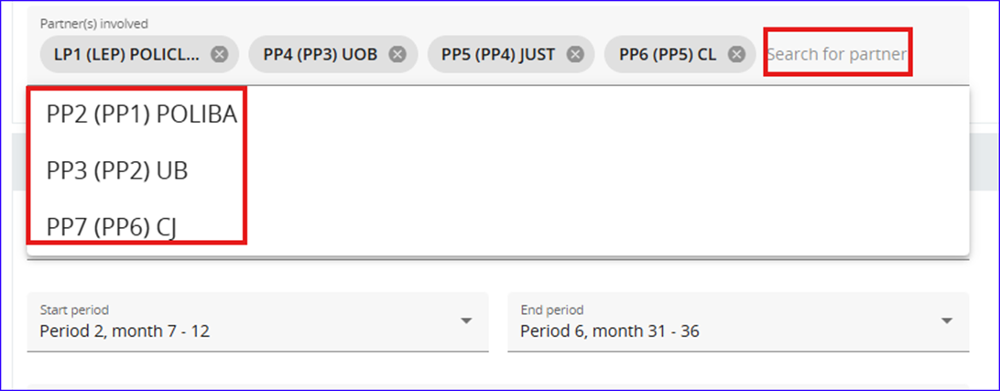 Partner(s) involved
LP1 (LEP) POLICL... PP4 (PP3) UOB PP5 (PP4) JUST PP6 (PP5) CL Search for partner
PP2 (PP1) POLIBA
PP3 (PP2) UB
PP7 (PP6) CJ
Start period End period
Period 2, month 7 - 12 Period 6, month 31 - 36